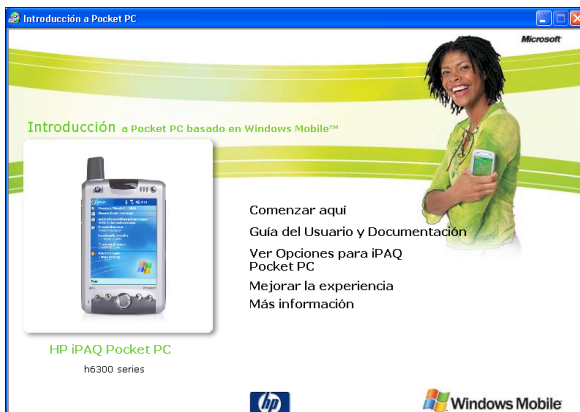 Introducción a Pocket PC
Microsoft
Introducción a Pocket PC basado en Windows Mobile™
Comenzar aquí
Guía del Usuario y Documentación
Ver Opciones para iPAQ
Pocket PC
Mejorar la experiencia
Más información
HP iPAQ Pocket PC
h6300 series
hp
Windows Mobile